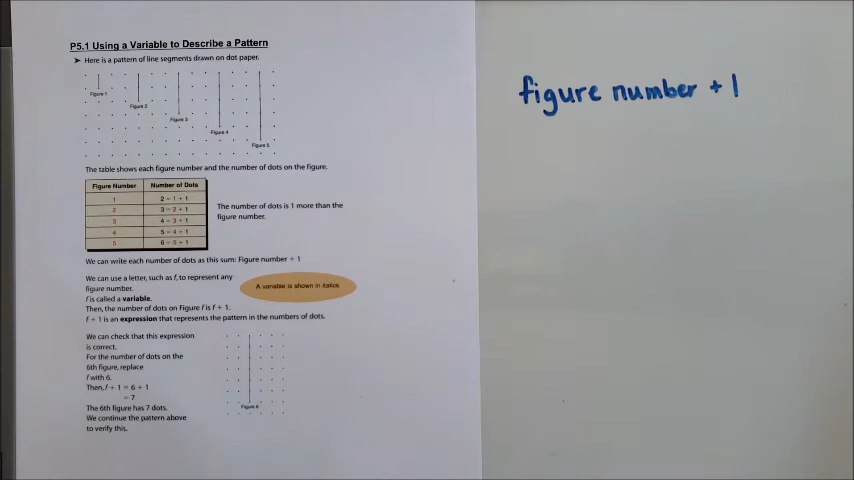 P5.1 Using a Variable to Describe a Pattern
➤ Here is a pattern of line segments drawn on dot paper.
Figure 1
Figure 2
Figure 3
Figure 4
Figure 5
The table shows each figure number and the number of dots on the figure.
Figure Number Number of Dots
1 2 = 1 + 1
2 3 = 2 + 1
3 4 = 3 + 1
4 5 = 4 + 1
5 6 = 5 + 1
The number of dots is 1 more than the
figure number.
We can write each number of dots as this sum: Figure number + 1
We can use a letter, such as f, to represent any
figure number.
f is called a variable.
Then, the number of dots on Figure f is f + 1.
f + 1 is an expression that represents the pattern in the numbers of dots.
A variable is shown in italics.
We can check that this expression
is correct.
For the number of dots on the
6th figure, replace
f with 6.
Then, f + 1 = 6 + 1
= 7
The 6th figure has 7 dots.
We continue the pattern above
to verify this.
Figure 6
figure number + 1